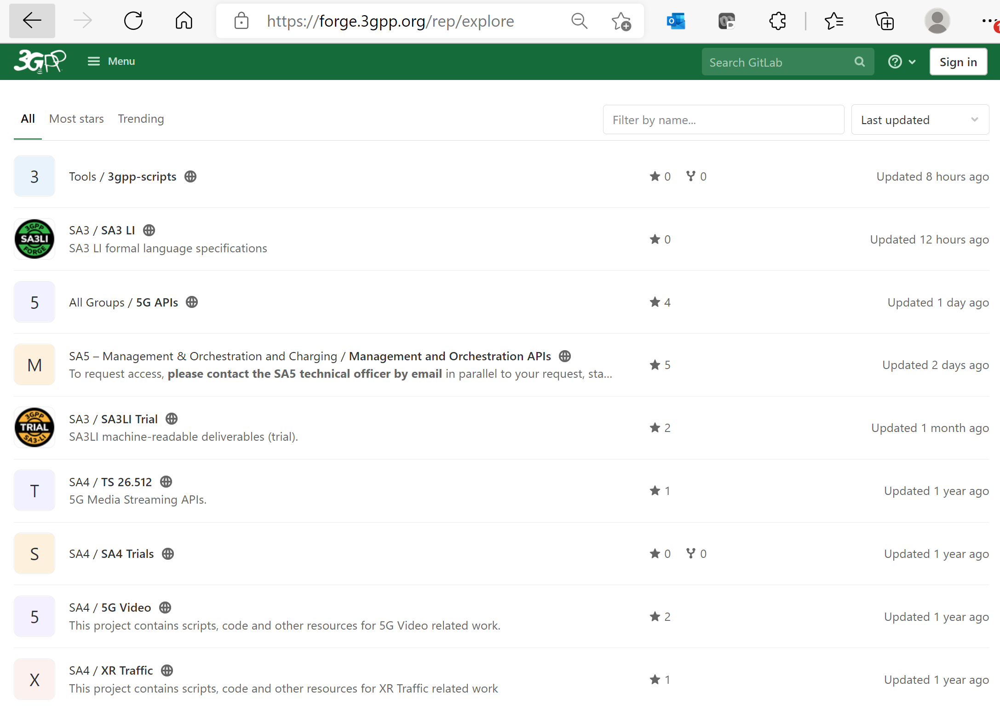 https://forge.3gpp.org/rep/explore
3GPP Menu Search GitLab Sign in
All Most stars Trending Filter by name... Last updated
3 Tools / 3gpp-scripts 0 0 Updated 8 hours ago
3GPP SA3LI FORGE
SA3 / SA3 LI
SA3 LI formal language specifications
0 Updated 12 hours ago
5 All Groups / 5G APIs 4 Updated 1 day ago
M
SA5 – Management & Orchestration and Charging / Management and Orchestration APIs
To request access, please contact the SA5 technical officer by email in parallel to your request, sta...
5 Updated 2 days ago
3GPP TRIAL SA3-LI
SA3 / SA3LI Trial
SA3LI machine-readable deliverables (trial).
2 Updated 1 month ago
T
SA4 / TS 26.512
5G Media Streaming APIs.
1 Updated 1 year ago
S SA4 / SA4 Trials 0 0 Updated 1 year ago
5
SA4 / 5G Video
This project contains scripts, code and other resources for 5G Video related work.
2 Updated 1 year ago
X
SA4 / XR Traffic
This project contains scripts, code and other resources for XR Traffic related work
1 Updated 1 year ago